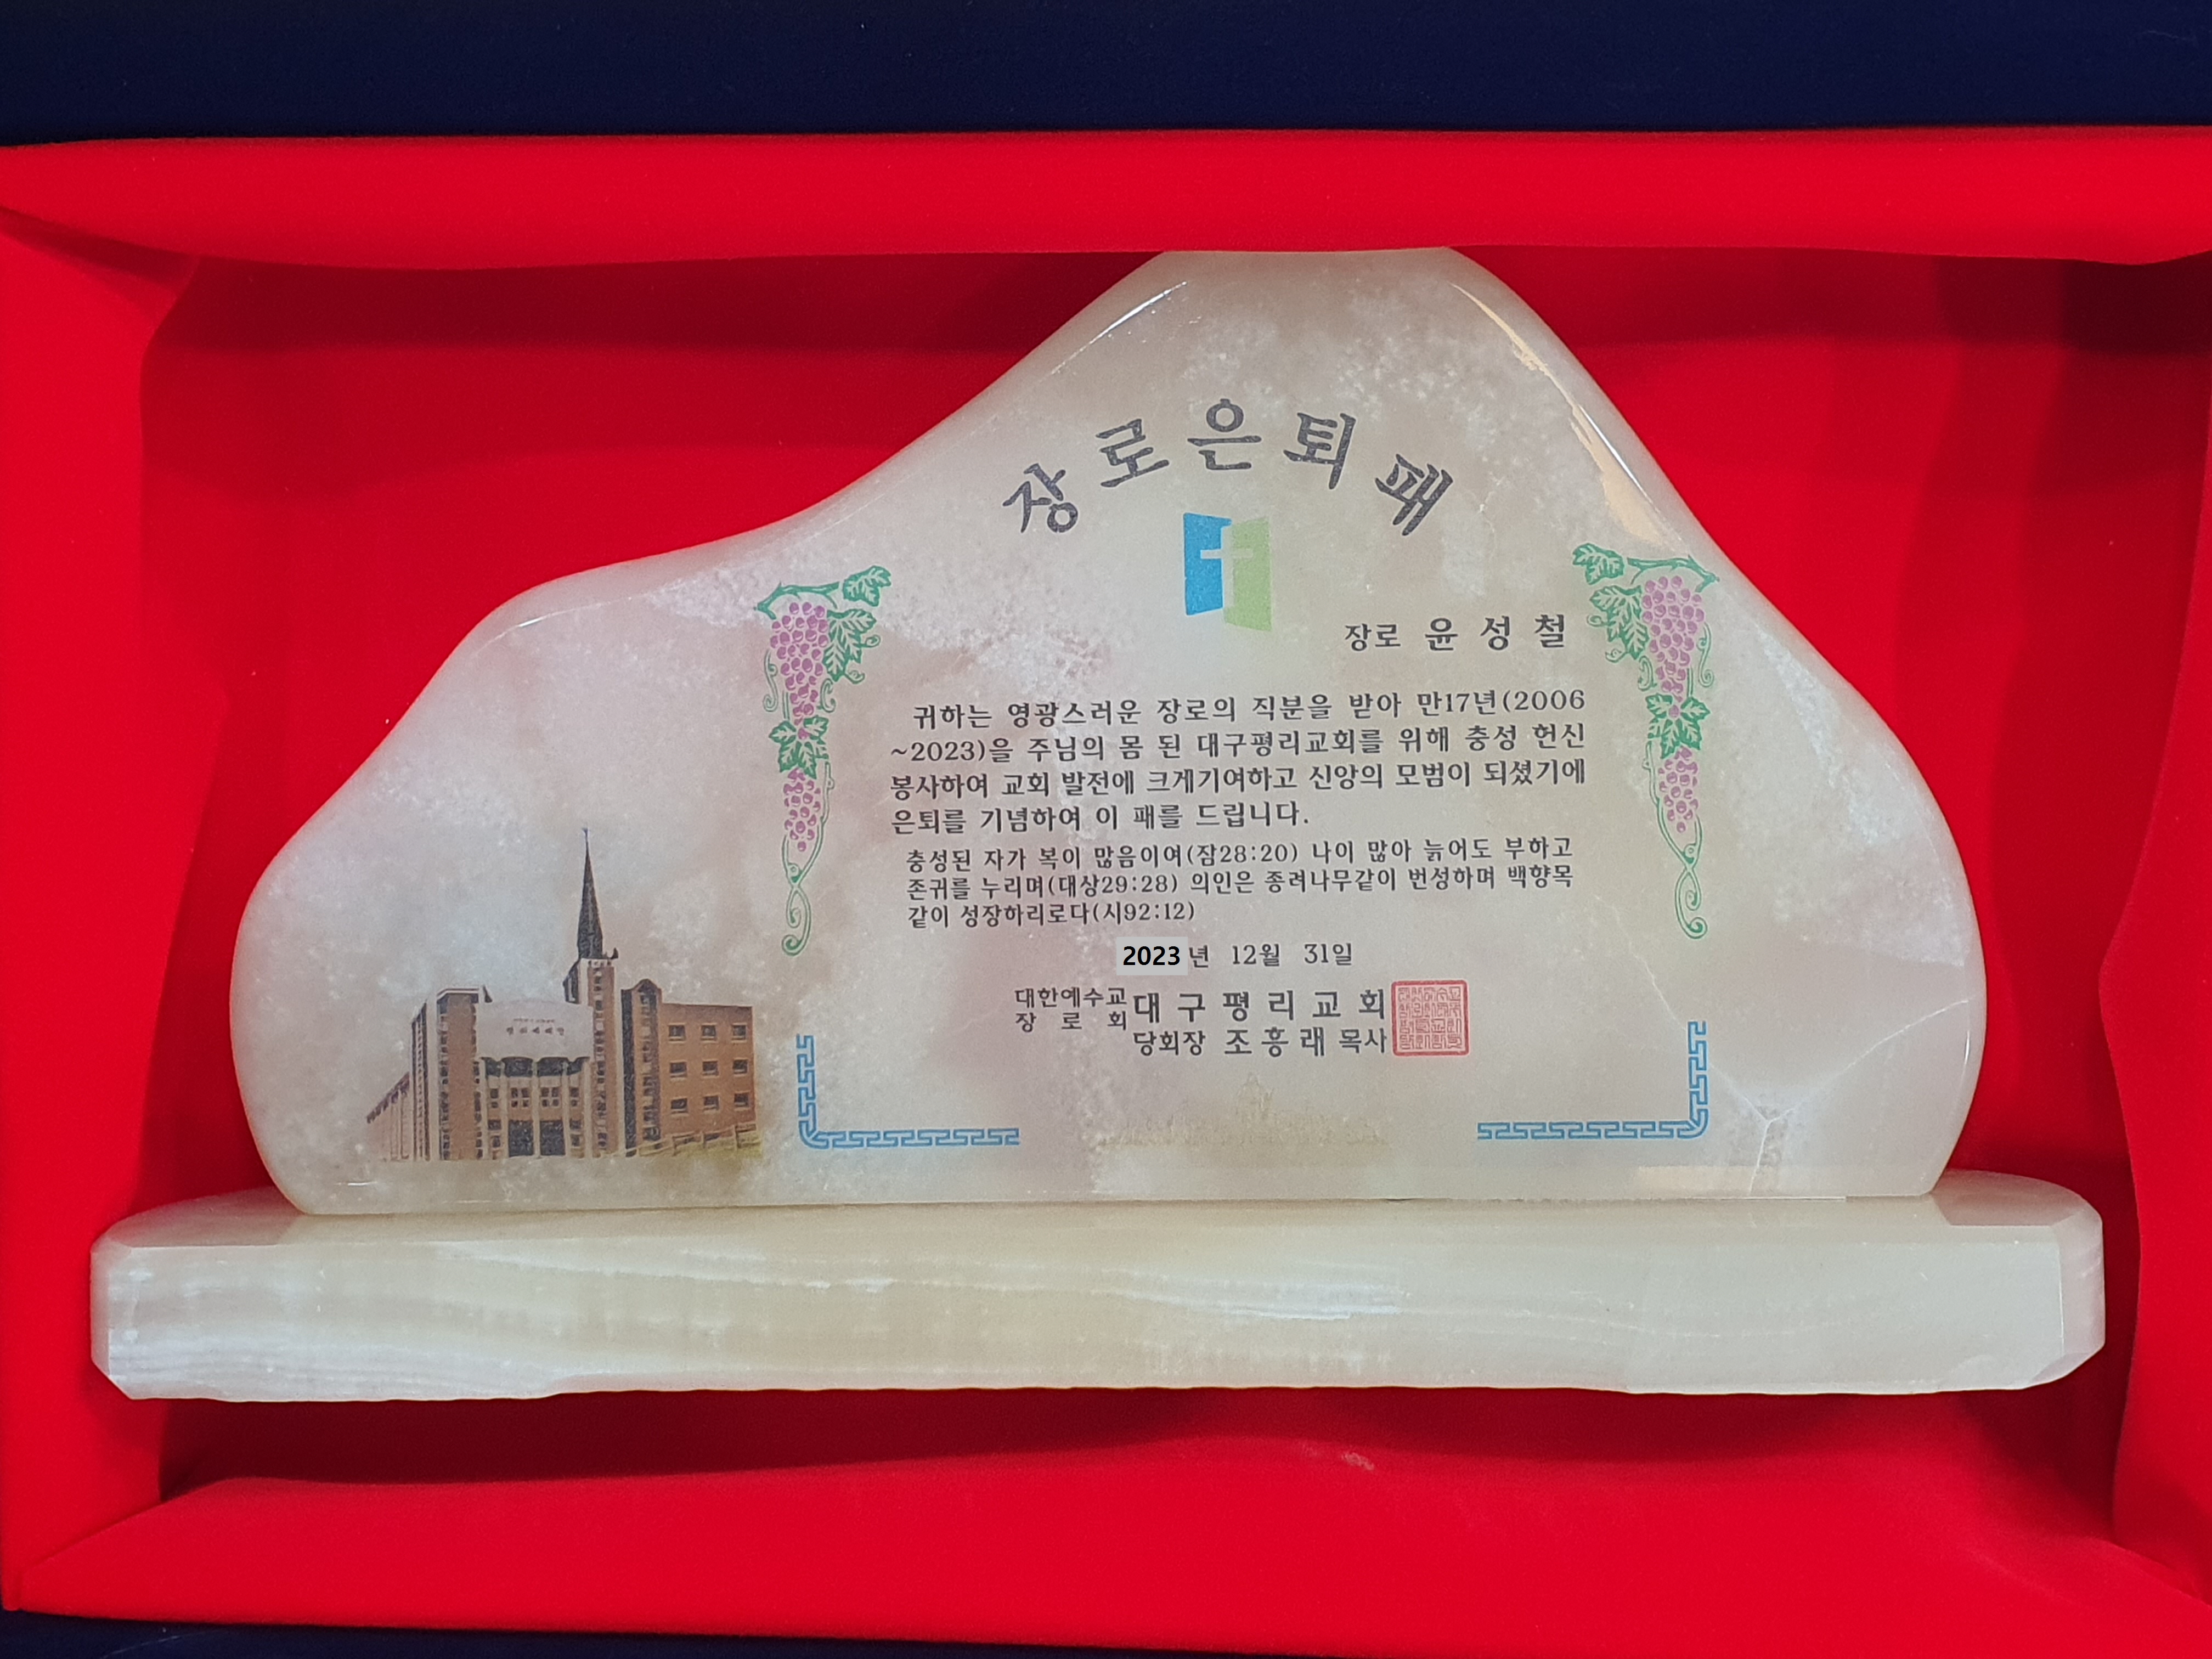 장로은퇴패
장로 윤 성 철
귀하는 영광스러운 장로의 직분을 받아 만17년(2006
~2023)을 주님의 몸 된 대구평리교회를 위해 충성 헌신
봉사하여 교회 발전에 크게기여하고 신앙의 모범이 되셨기에
은퇴를 기념하여 이 패를 드립니다.
충성된 자가 복이 많음이여(잠28:20) 나이 많아 늙어도 부하고
존귀를 누리며(대상29:28) 의인은 종려나무같이 번성하며 백향목
같이 성장하리로다(시92:12)
2023년 12월 31일
대한예수교
장 로 회
대 구 평 리 교 회
당회장 조 흥 래 목사